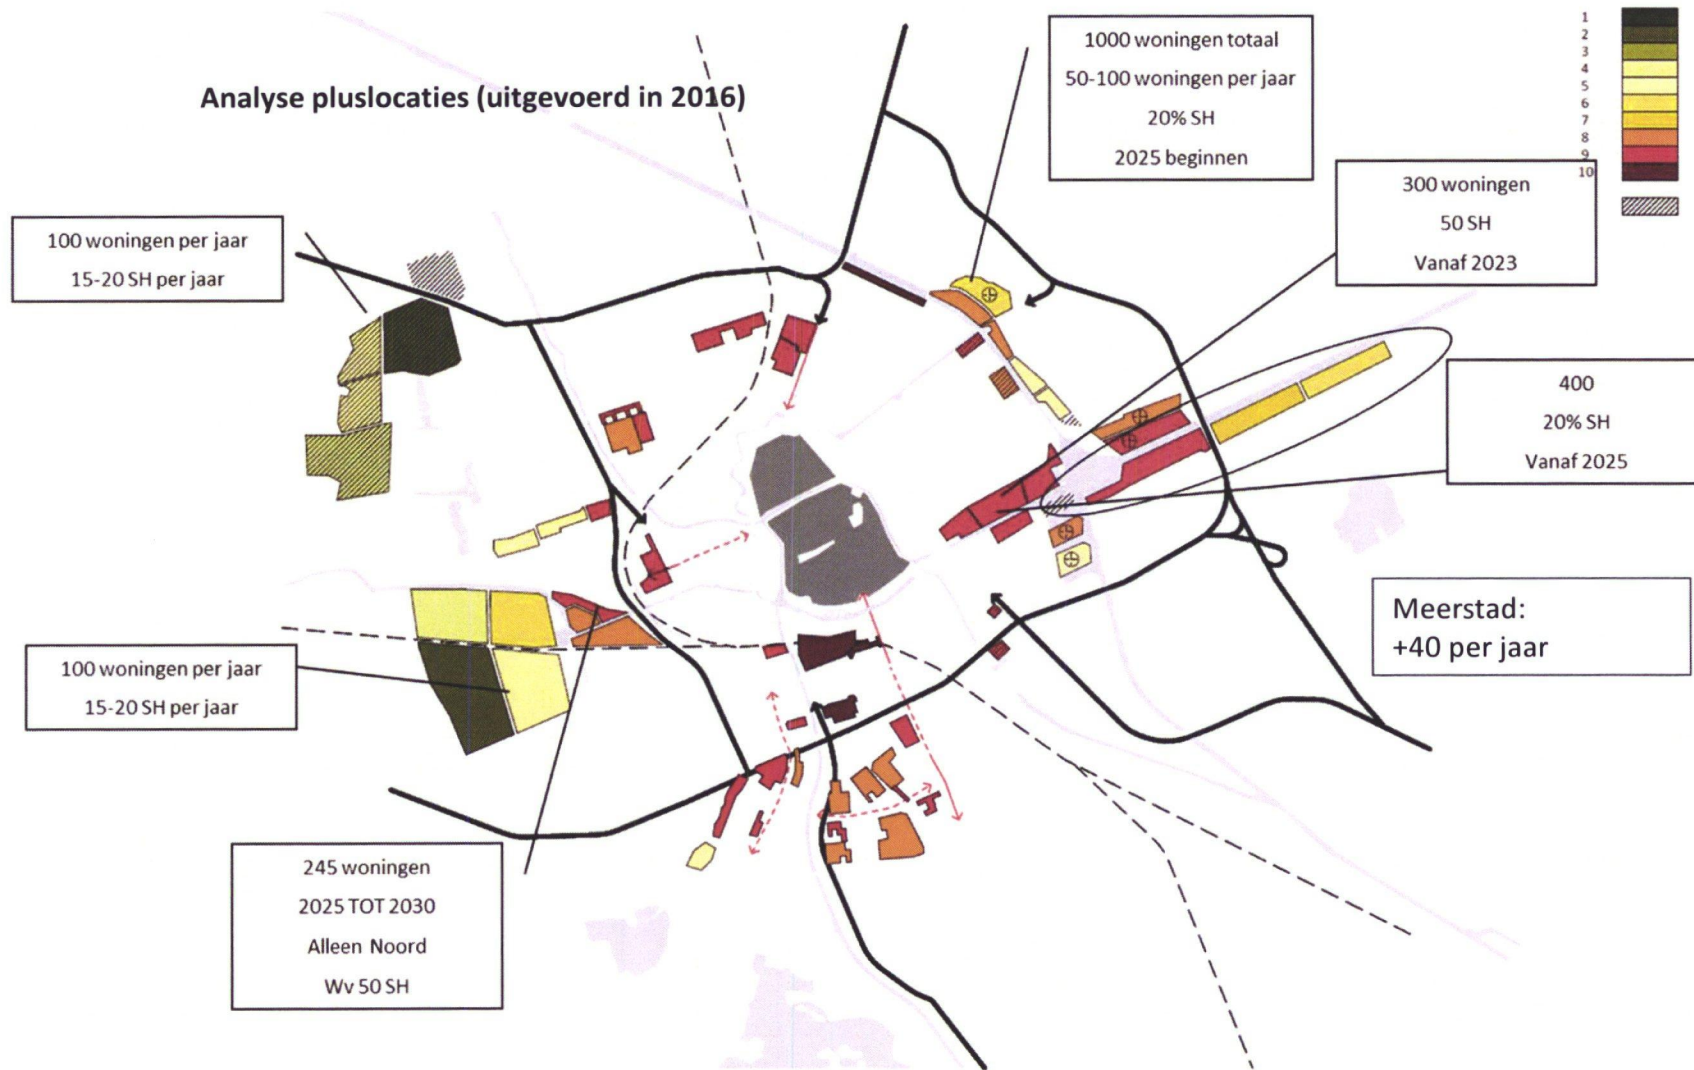 Analyse pluslocaties (uitgevoerd in 2016)
1000 woningen totaal
50-100 woningen per jaar
20% SH
2025 beginnen
1
2
3
4
5
6
7
8
9
10
300 woningen
50 SH
Vanaf 2023
100 woningen per jaar
15-20 SH per jaar
400
20% SH
Vanaf 2025
Meerstad:
+40 per jaar
100 woningen per jaar
15-20 SH per jaar
245 woningen
2025 TOT 2030
Alleen Noord
Wv 50 SH